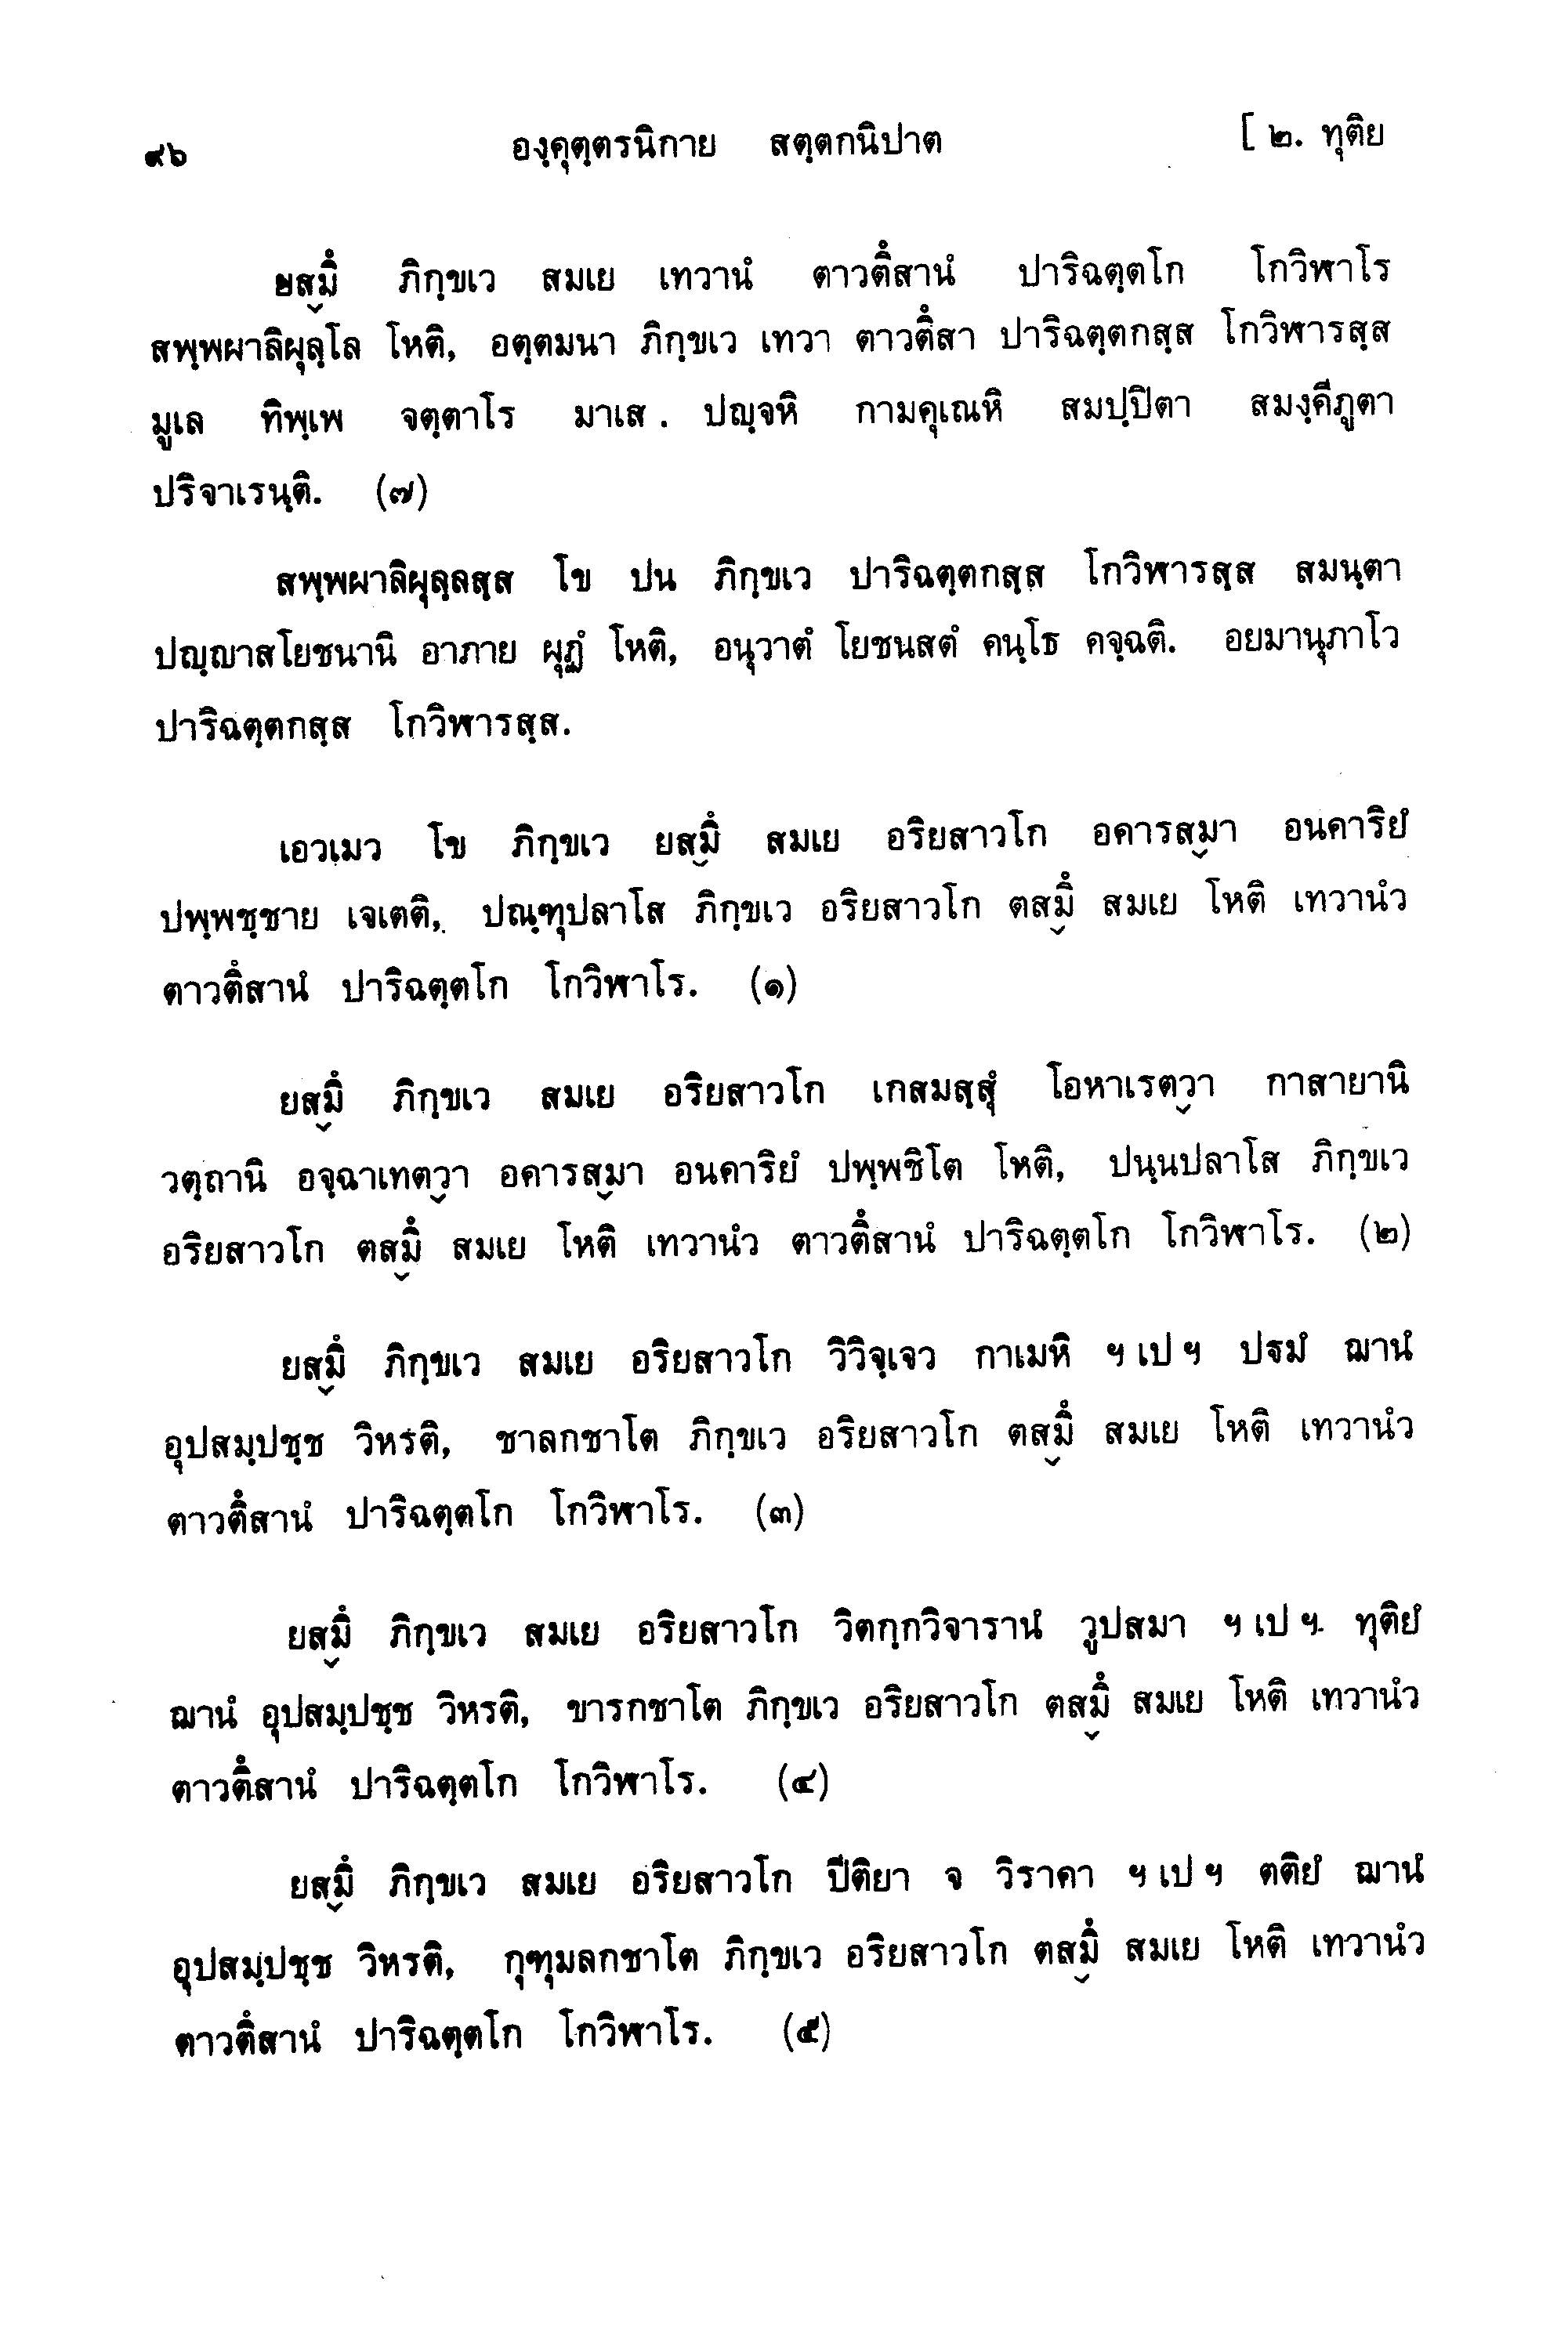 ๙๖ องฺคุตฺตรนิกาย สตฺตกนิปาต [ ๒. ทุติย
ยสฺมึ ภิกฺขเว สมเย เทวานํ ตาวตึสานํ ปาริฉตฺตโก โกวิฬาโร
สพฺพผาลิผุลฺโล โหติ, อตฺตมนา ภิกฺขเว เทวา ตาวตึสา ปาริฉตฺตกสฺส โกวิฬารสฺส
มูเล ทิพฺเพ จตฺตาโร มาเส . ปญฺจหิ กามคุเณหิ สมปฺปิตา สมงฺคีภูตา
ปริจาเรนฺติ. (๗)
สพฺพผาลิผุลฺลสฺส โข ปน ภิกฺขเว ปาริฉตฺตกสฺส โกวิฬารสฺส สมนฺตา
ปญฺญาสโยชนานิ อาภาย ผุฏํ โหติ, อนุวาตํ โยชนสตํ คนฺโธ คจฺฉติ. อยมานุภาโว
ปาริฉตฺตกสฺส โกวิฬารสฺส.
เอวเมว โข ภิกฺขเว ยสฺมึ สมเย อริยสาวโก อคารสฺมา อนคาริยํ
ปพฺพชฺชาย เจเตติ, ปณฺฑุปลาโส ภิกฺขเว อริยสาวโก ตสฺมึ สมเย โหติ เทวานํว
ตาวตึสานํ ปาริฉตฺตโก โกวิฬาโร. (๑)
ยสฺมึ ภิกฺขเว สมเย อริยสาวโก เกสมสฺสุํ โอหาเรตฺวา กาสายานิ
วตฺถานิ อจฺฉาเทตฺวา อคารสฺมา อนคาริยํ ปพฺพชิโต โหติ, ปนฺนปลาโส ภิกฺขเว
อริยสาวโก ตสฺมึ สมเย โหติ เทวานํว ตาวตึสานํ ปาริฉตฺตโก โกวิฬาโร. (๒)
ยสฺมึ ภิกฺขเว สมเย อริยสาวโก วิวิจฺเจว กาเมหิ ฯ เป ฯ ปฐมํ ฌานํ
อุปสมฺปชฺช วิหรติ, ชาลกชาโต ภิกฺขเว อริยสาวโก ตสฺมึ สมเย โหติ เทวานํว
ตาวตึสานํ ปาริฉตฺตโก โกวิฬาโร. (๓)
ยสฺมึ ภิกฺขเว สมเย อริยสาวโก วิตกฺกวิจารานํ วูปสมา ฯ เป ฯ ทุติยํ
ฌานํ อุปสมฺปชฺช วิหรติ, ขารกชาโต ภิกฺขเว อริยสาวโก ตสฺมึ สมเย โหติ เทวานํว
ตาวตึสานํ ปาริฉตฺตโก โกวิฬาโร. (๔)
ยสฺมึ ภิกฺขเว สมเย อริยสาวโก ปีติยา จ วิราคา ฯ เป ฯ ตติยํ ฌานํ
อุปสมฺปชฺช วิหรติ, กุฑุมลกชาโต ภิกฺขเว อริยสาวโก ตสฺมึ สมเย โหติ เทวานํว
ตาวตึสานํ ปาริฉตฺตโก โกวิฬาโร. (๕)